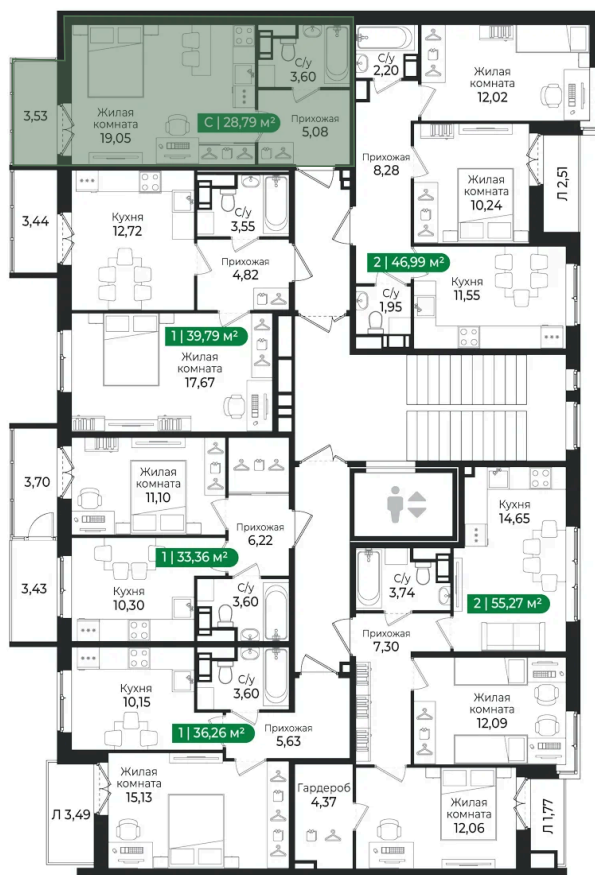 3,53
Жилая
комната
19,05
С/у
3,60
С | 28,79 м²
Прихожая
5,08
С/у
2,20
Жилая
комната
12,02
Прихожая
8,28
Жилая
комната
10,24
Л 2,51
3,44
Кухня
12,72
С/у
3,55
Прихожая
4,82
2 | 46,99 м²
Кухня
11,55
С/у
1,95
1 | 39,79 м²
Жилая
комната
17,67
3,70
Жилая
комната
11,10
Прихожая
6,22
Кухня
14,65
3,43
1 | 33,36 м²
Кухня
10,30
С/у
3,60
С/у
3,74
2 | 55,27 м²
Прихожая
7,30
Кухня
10,15
С/у
3,60
1 | 36,26 м²
Прихожая
5,63
Жилая
комната
12,09
Л 3,49
Жилая
комната
15,13
Гардероб
4,37
Жилая
комната
12,06
Л 1,77